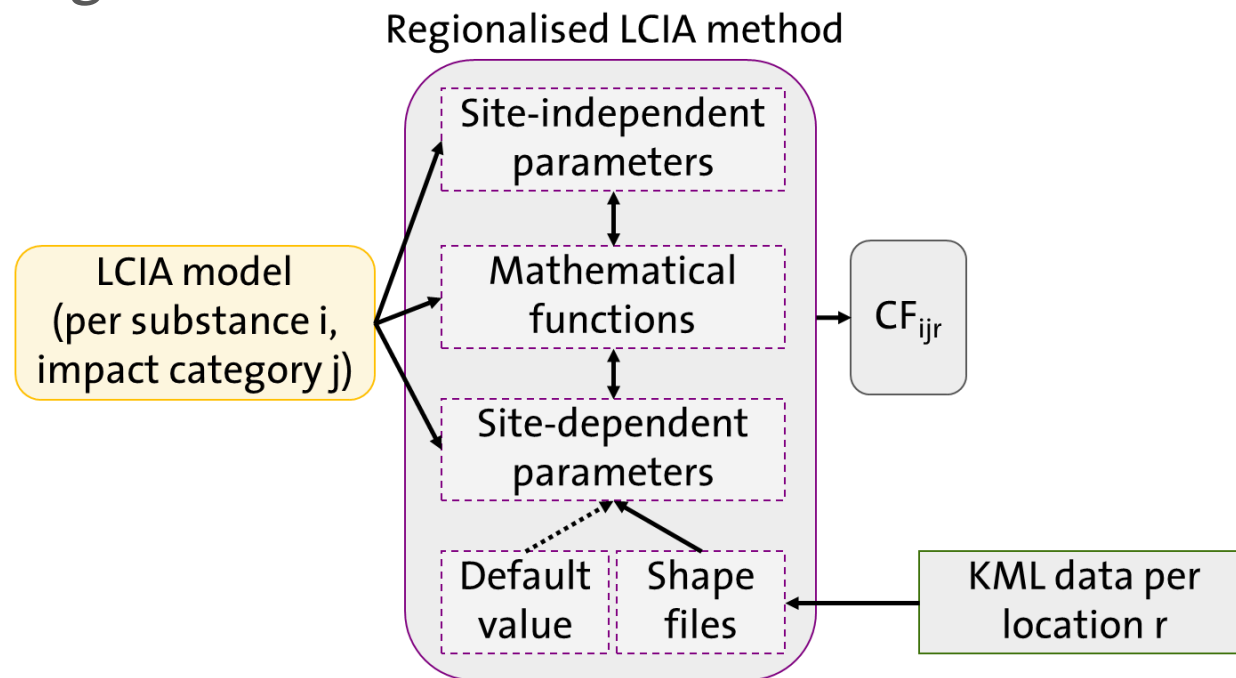 Regionalised LCIA method
Site-independent
parameters
LCIA model
(per substance i,
impact category j)
Mathematical
functions
CFijr
Site-dependent
parameters
Default
value
Shape
files
KML data per
location r